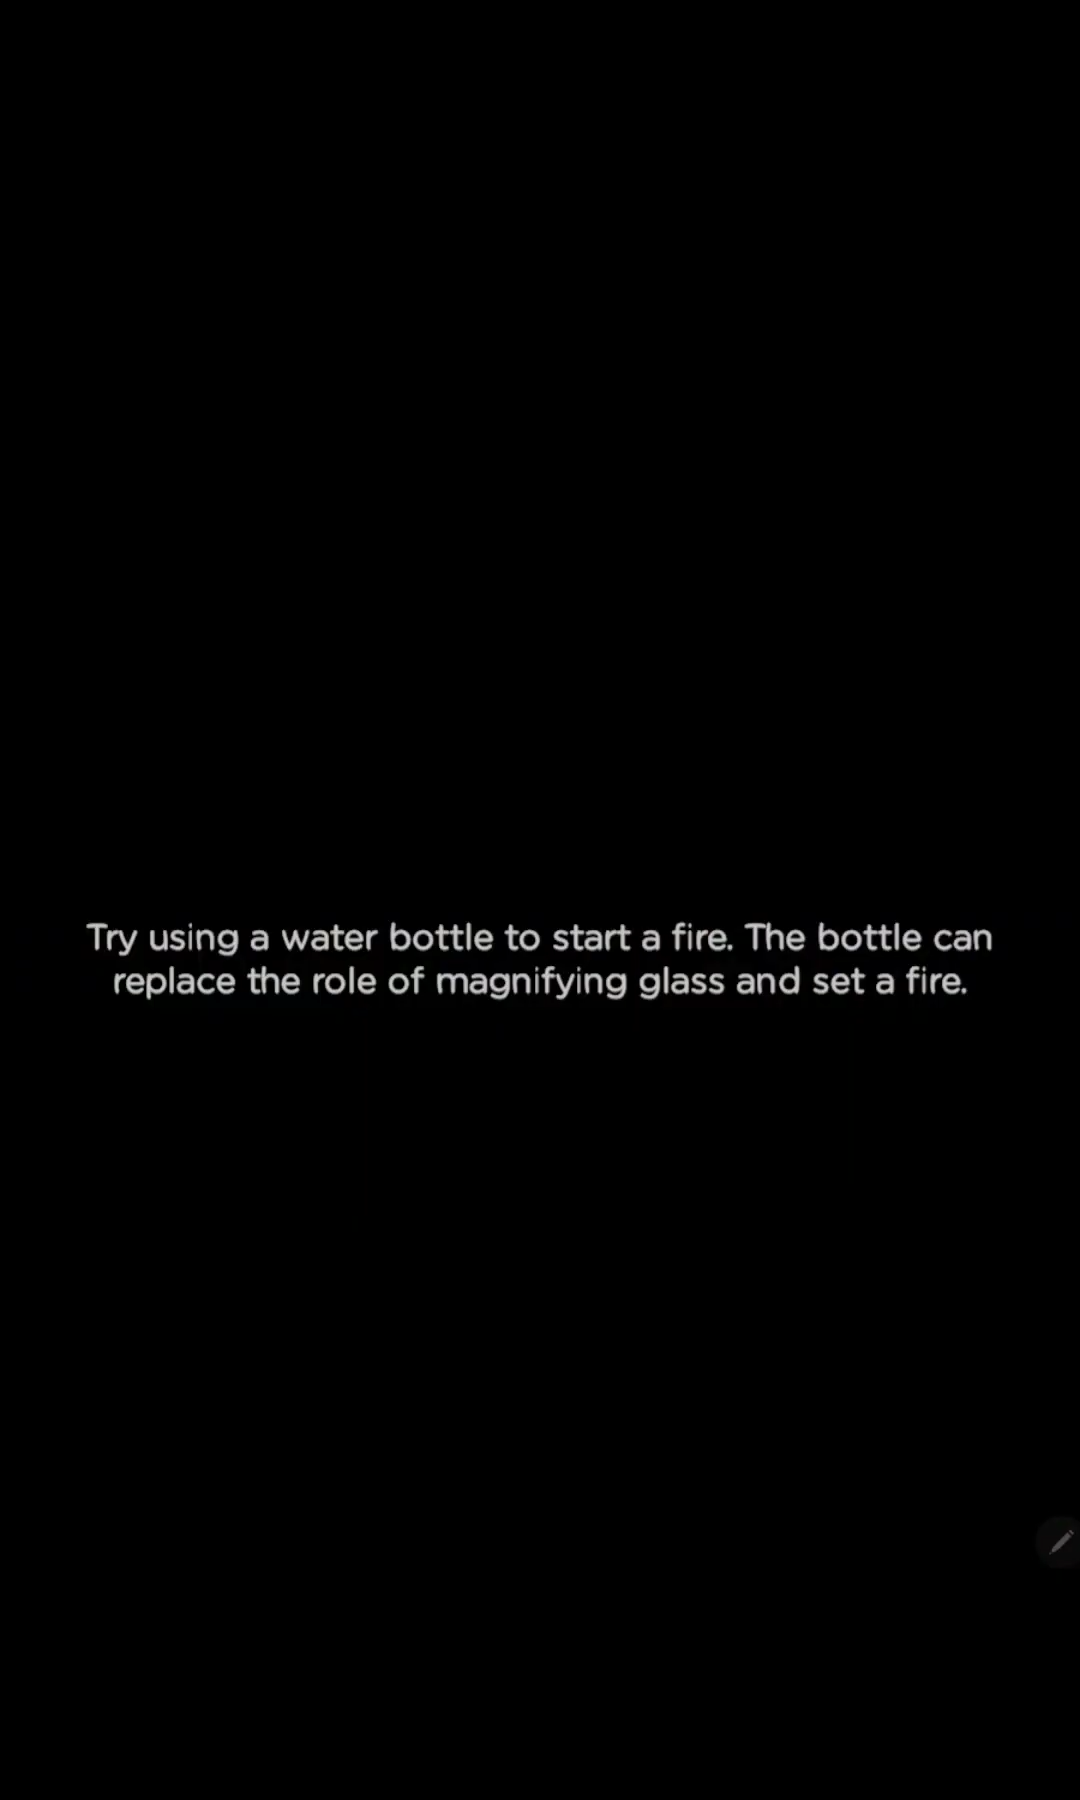 Try using a water bottle to start a fire. The bottle can
replace the role of magnifying glass and set a fire.